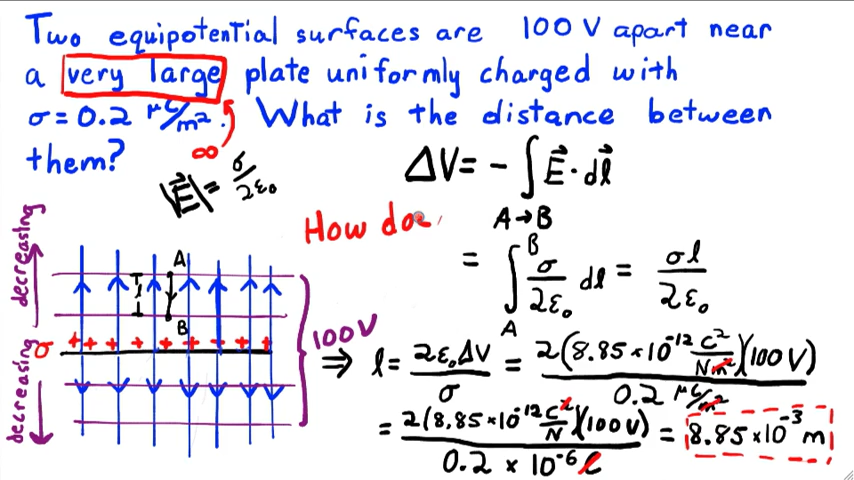 Two equipotential surfaces are 100 V apart near
a very large plate uniformly charged with
σ = 0.2 μC/m². What is the distance between
them?
∞
|E⃗| = σ/2ε₀
ΔV = - ∫ E⃗ · dl⃗
A→B
How do
= ∫ₐᴮ σ/2ε₀ dl = σl/2ε₀
decreasing
A
l
B
100V
σ + + + + + + + + +
decreasing
⇒ l = 2ε₀ΔV/σ = 2(8.85×10⁻¹² C²/Nm²)(100 V)/0.2 μC/m²
= 2(8.85×10⁻¹² C²/N)(100 V)/0.2 × 10⁻⁶ C = 8.85×10⁻³ m